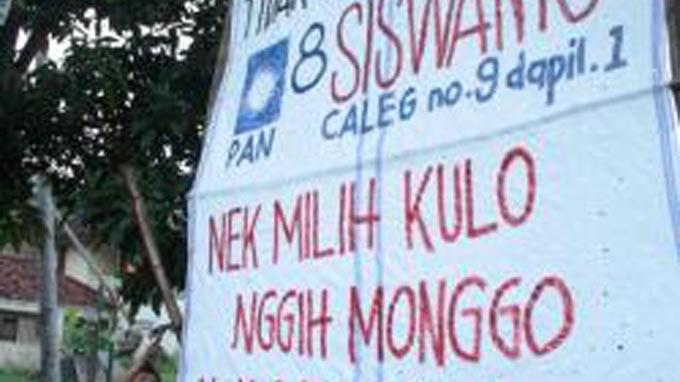 8 SISWANTO
CALEG no.9 dapil.1
PAN
NEK MILIH KULO
NGGIH MONGGO